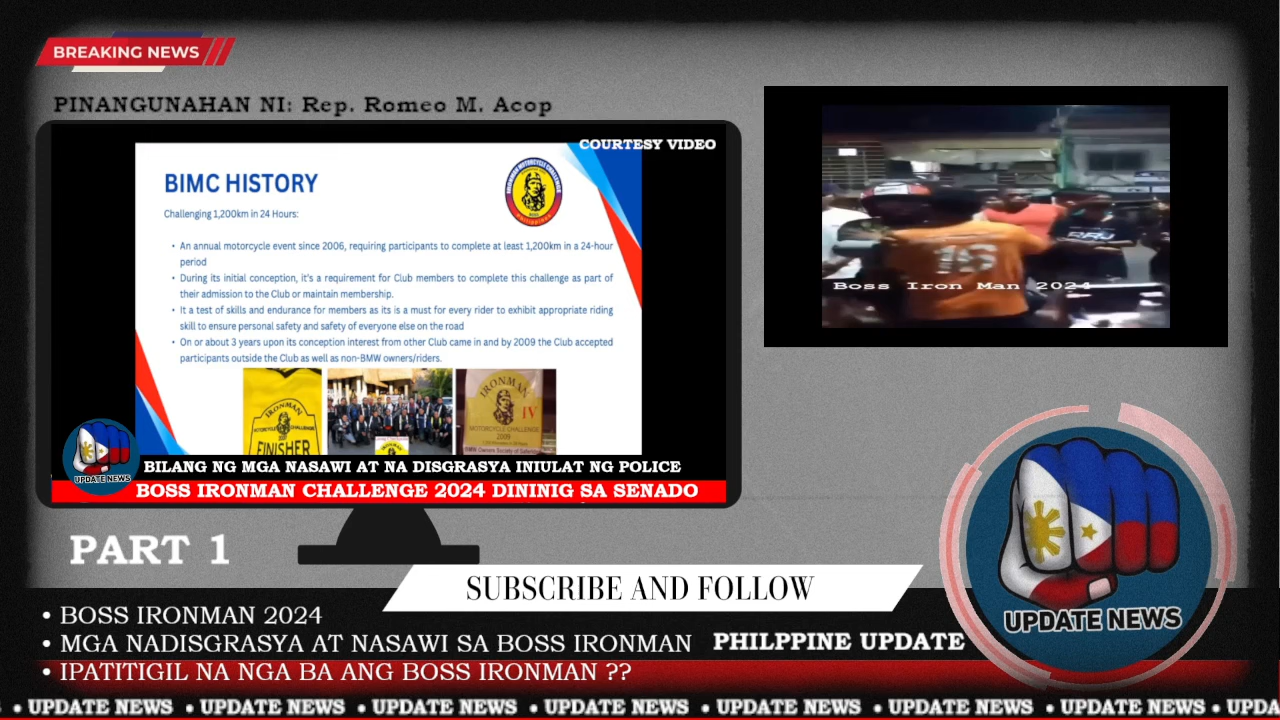 BREAKING NEWS
PINANGUNAHAN NI: Rep. Romeo M. Acop
COURTESY VIDEO
BIMC HISTORY
Challenging 1,200km in 24 Hours:
• An annual motorcycle event since 2006, requiring participants to complete at least 1,200km in a 24-hour
period
• During its initial conception, it's a requirement for Club members to complete this challenge as part of
their admission to the Club or maintain membership.
• It a test of skills and endurance for members as its is a must for every rider to exhibit appropriate riding
skill to ensure personal safety and safety of everyone else on the road
• On or about 3 years upon its conception interest from other Club came in and by 2009 the Club accepted
participants outside the Club as well as non-BMW owners/riders.
IRONMAN
MOTORCYCLE CHALLENGE
FINISHER
IRONMAN
IV
MOTORCYCLE CHALLENGE
2009
UPDATE NEWS
BILANG NG MGA NASAWI AT NA DISGRASYA INIULAT NG POLICE
BOSS IRONMAN CHALLENGE 2024 DININIG SA SENADO
16
Boss Iron Man 2024
PART 1
SUBSCRIBE AND FOLLOW
• BOSS IRONMAN 2024
• MGA NADISGRASYA AT NASAWI SA BOSS IRONMAN
• IPATITIGIL NA NGA BA ANG BOSS IRONMAN ??
PHILPPINE UPDATE
UPDATE NEWS
• UPDATE NEWS • UPDATE NEWS • UPDATE NEWS • UPDATE NEWS • UPDATE NEWS • UPDATE NEWS • UPDATE NEWS • UPDA